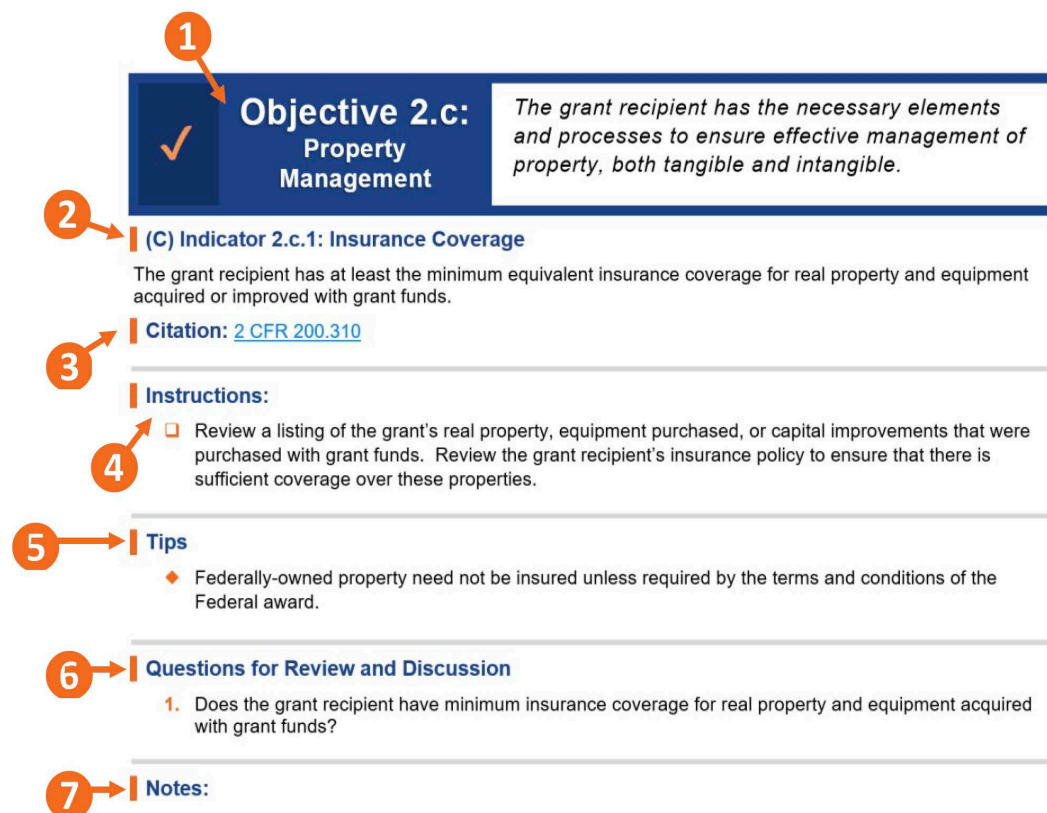 1
Objective 2.c:
Property
Management
The grant recipient has the necessary elements
and processes to ensure effective management of
property, both tangible and intangible.
2
(C) Indicator 2.c.1: Insurance Coverage
The grant recipient has at least the minimum equivalent insurance coverage for real property and equipment
acquired or improved with grant funds.
3
Citation: 2 CFR 200.310
Instructions:
4
Review a listing of the grant's real property, equipment purchased, or capital improvements that were
purchased with grant funds.  Review the grant recipient's insurance policy to ensure that there is
sufficient coverage over these properties.
5
Tips
Federally-owned property need not be insured unless required by the terms and conditions of the
Federal award.
6
Questions for Review and Discussion
1. Does the grant recipient have minimum insurance coverage for real property and equipment acquired
with grant funds?
7
Notes: